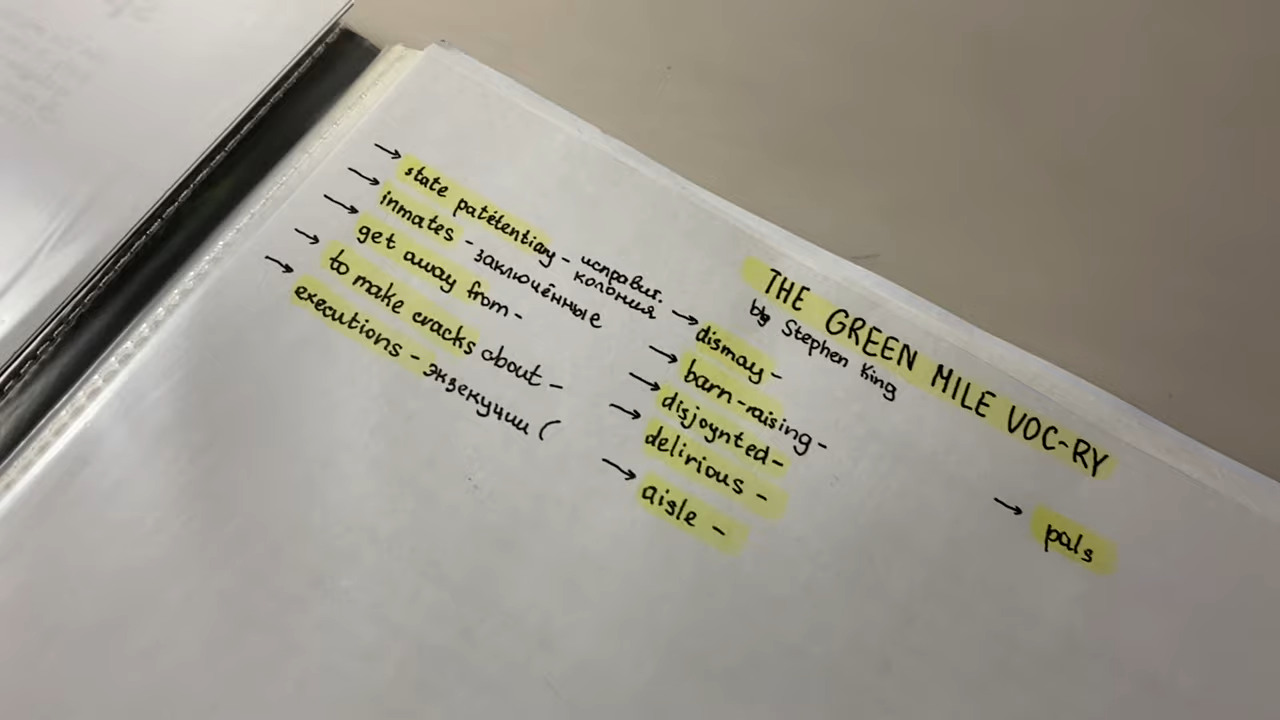 THE GREEN MILE VOC-RY
by Stephen King
→ state patetentiary - исправит.
колония
→ inmates - заключённые
→ get away from -
→ to make cracks about -
→ executions - экзекуции (
→ dismay -
→ barn-raising -
→ disjoynted -
→ delirious -
→ aisle -
→ pals